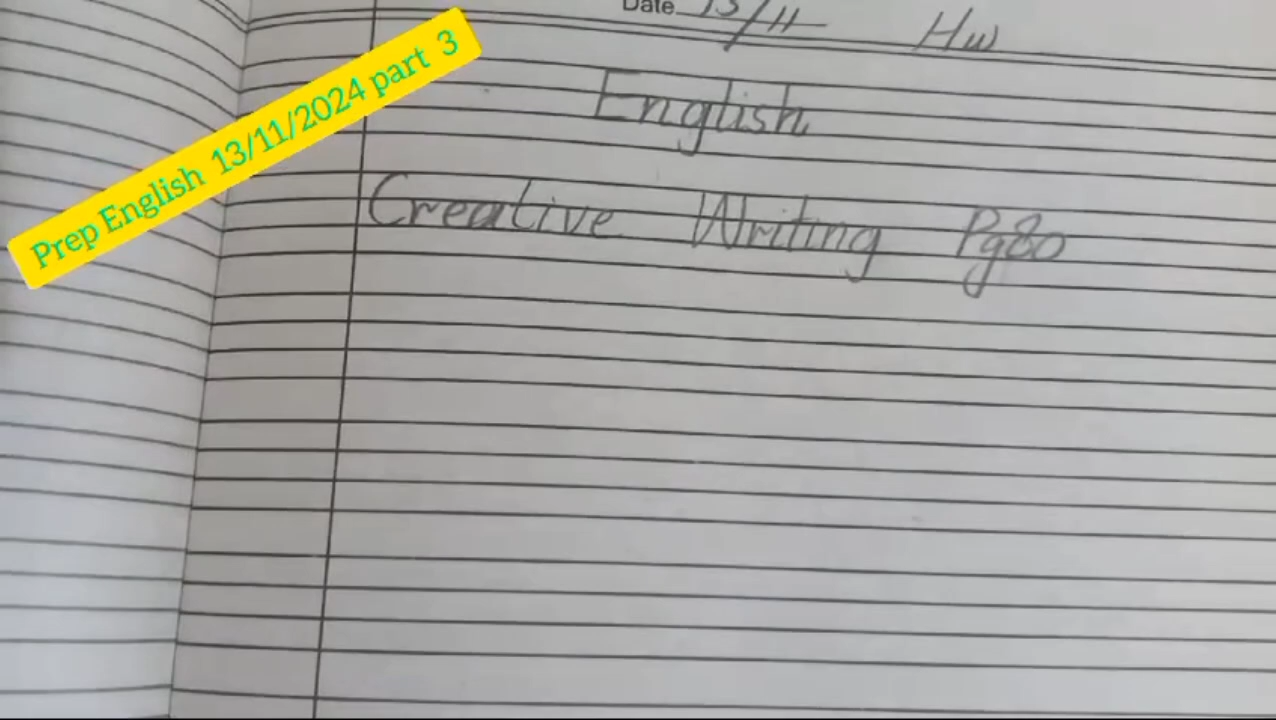 Date 13/11 Hw
Prep English 13/11/2024 part 3
English
Creative Writing Pg80